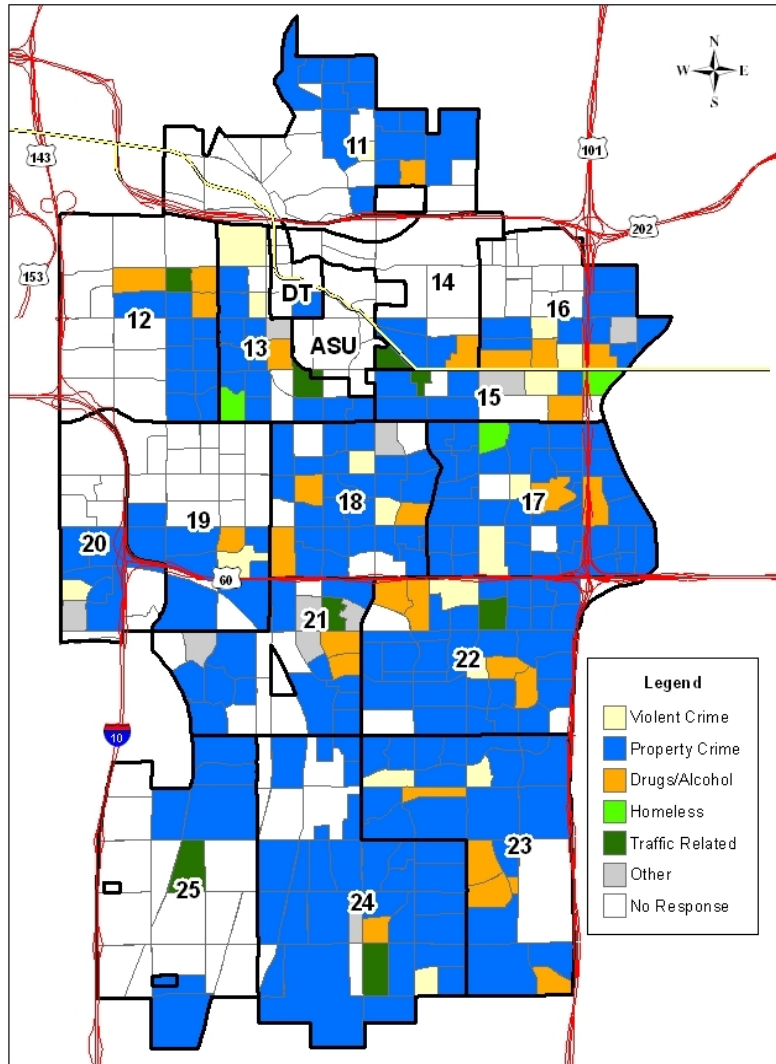 N
W E
S
143
101
11
202
153
DT
14
16
12
13
ASU
15
18
17
19
20
60
21
22
10
23
25
24
Legend
Violent Crime
Property Crime
Drugs/Alcohol
Homeless
Traffic Related
Other
No Response